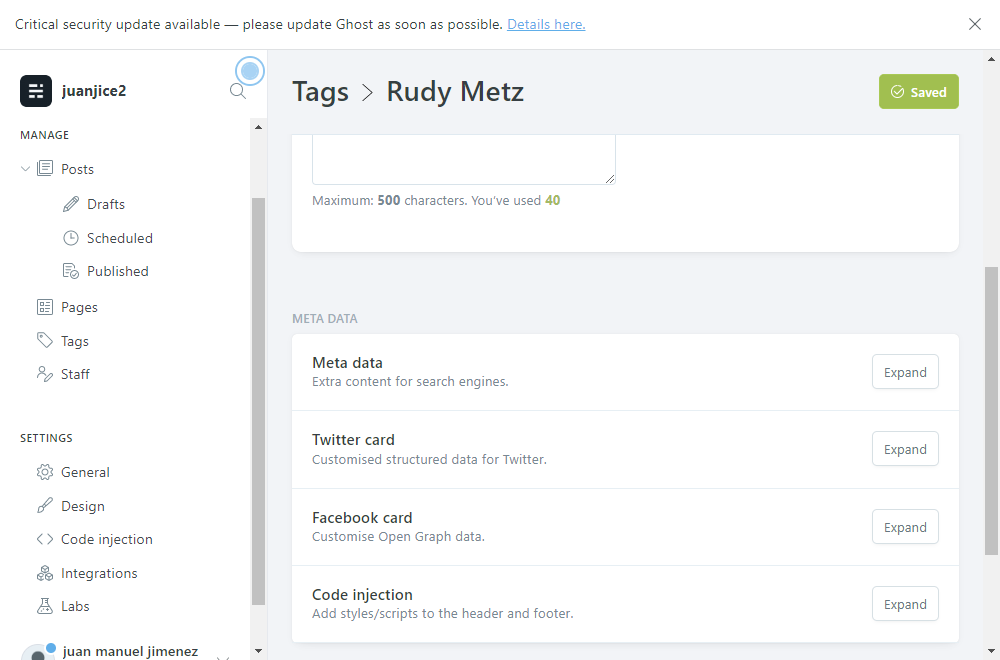 Critical security update available — please update Ghost as soon as possible. Details here.
juanjice2
MANAGE
Posts
Drafts
Scheduled
Published
Pages
Tags
Staff
SETTINGS
General
Design
Code injection
Integrations
Labs
juan manuel jimenez
Tags > Rudy Metz
Saved
Maximum: 500 characters. You’ve used 40
META DATA
Meta data
Extra content for search engines.
Expand
Twitter card
Customised structured data for Twitter.
Expand
Facebook card
Customise Open Graph data.
Expand
Code injection
Add styles/scripts to the header and footer.
Expand